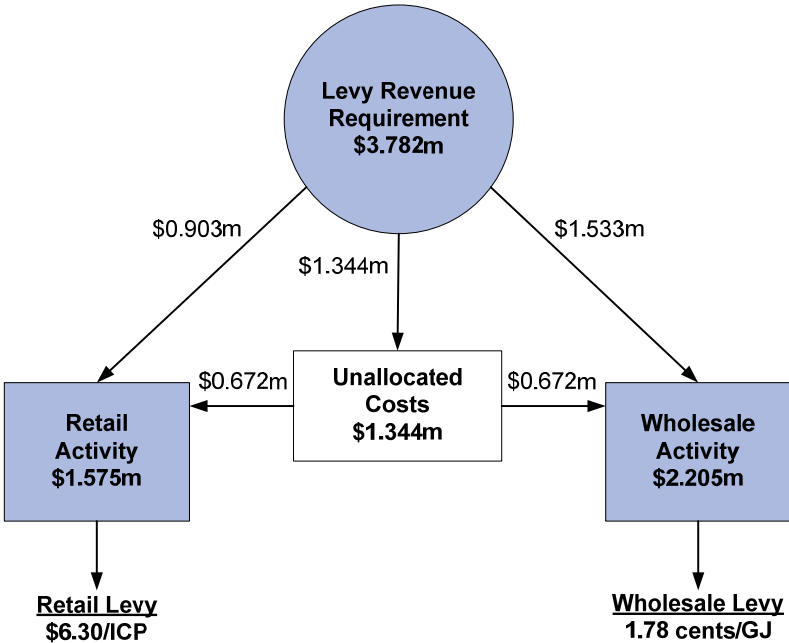 Levy Revenue
Requirement
$3.782m
$0.903m
$1.344m
$1.533m
$0.672m
$0.672m
Unallocated
Costs
$1.344m
Retail
Activity
$1.575m
Wholesale
Activity
$2.205m
Retail Levy
$6.30/ICP
Wholesale Levy
1.78 cents/GJ